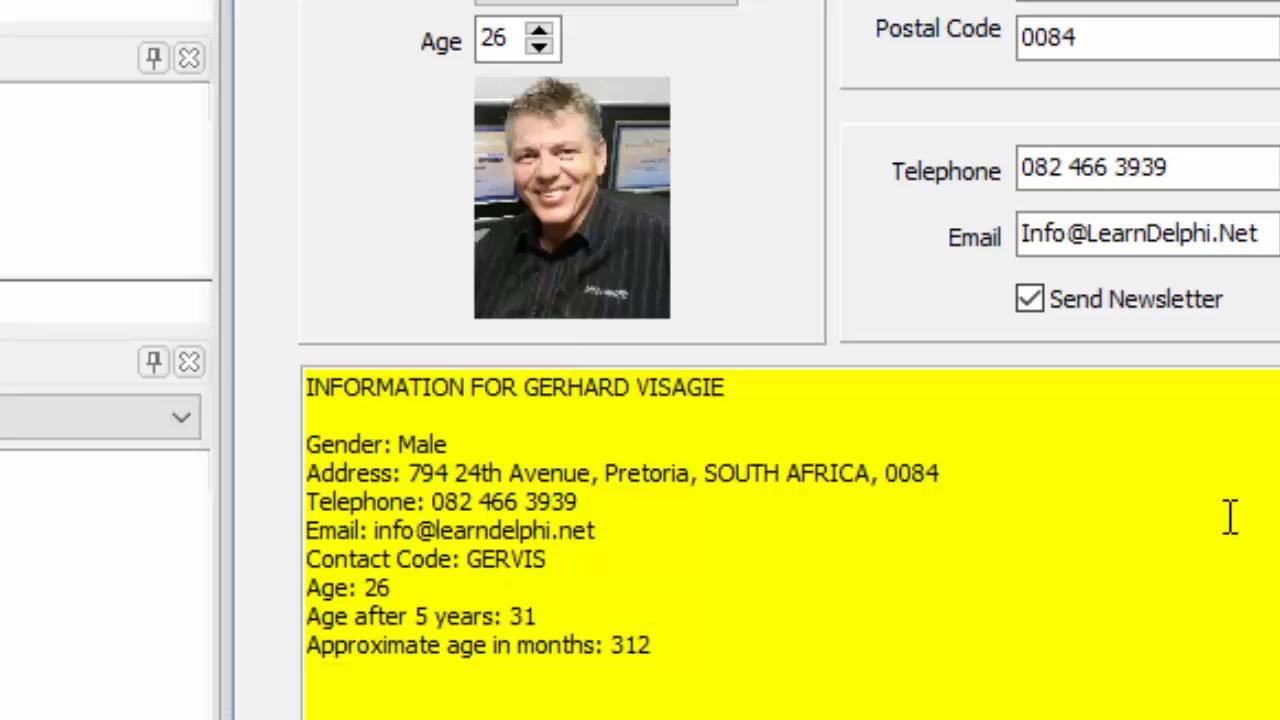 Age 26
Postal Code 0084
Telephone 082 466 3939
Email Info@LearnDelphi.Net
Send Newsletter
INFORMATION FOR GERHARD VISAGIE
Gender: Male
Address: 794 24th Avenue, Pretoria, SOUTH AFRICA, 0084
Telephone: 082 466 3939
Email: info@learndelphi.net
Contact Code: GERVIS
Age: 26
Age after 5 years: 31
Approximate age in months: 312